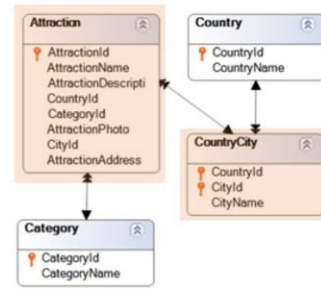 Attraction
AttractionId
AttractionName
AttractionDescripti
CountryId
CategoryId
AttractionPhoto
CityId
AttractionAddress
Country
CountryId
CountryName
CountryCity
CountryId
CityId
CityName
Category
CategoryId
CategoryName